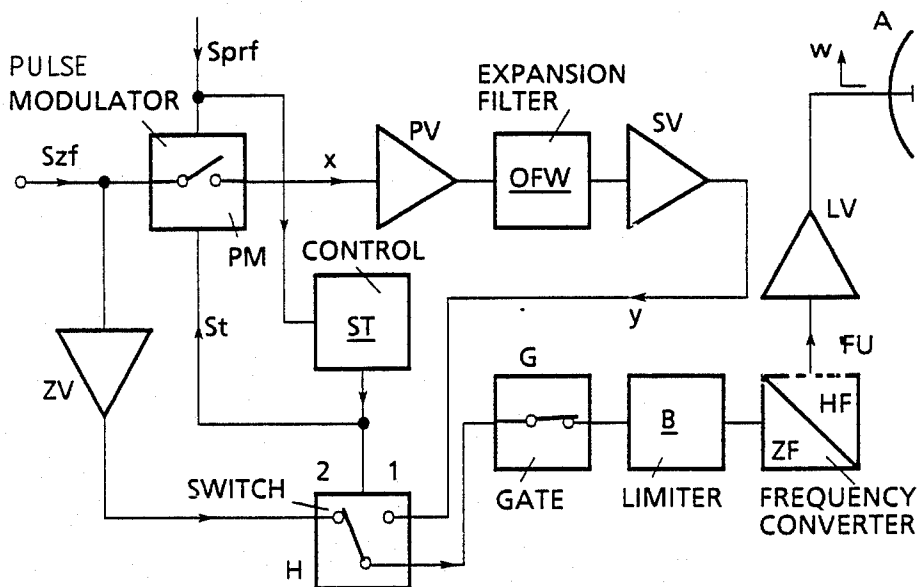 A
w
Sprf
PULSE
MODULATOR
EXPANSION
FILTER
PV
SV
Szf
x
OFW
LV
PM
CONTROL
St
ST
y
FU
G
ZV
HF
B
ZF
2
1
SWITCH
GATE
LIMITER
FREQUENCY
CONVERTER
H